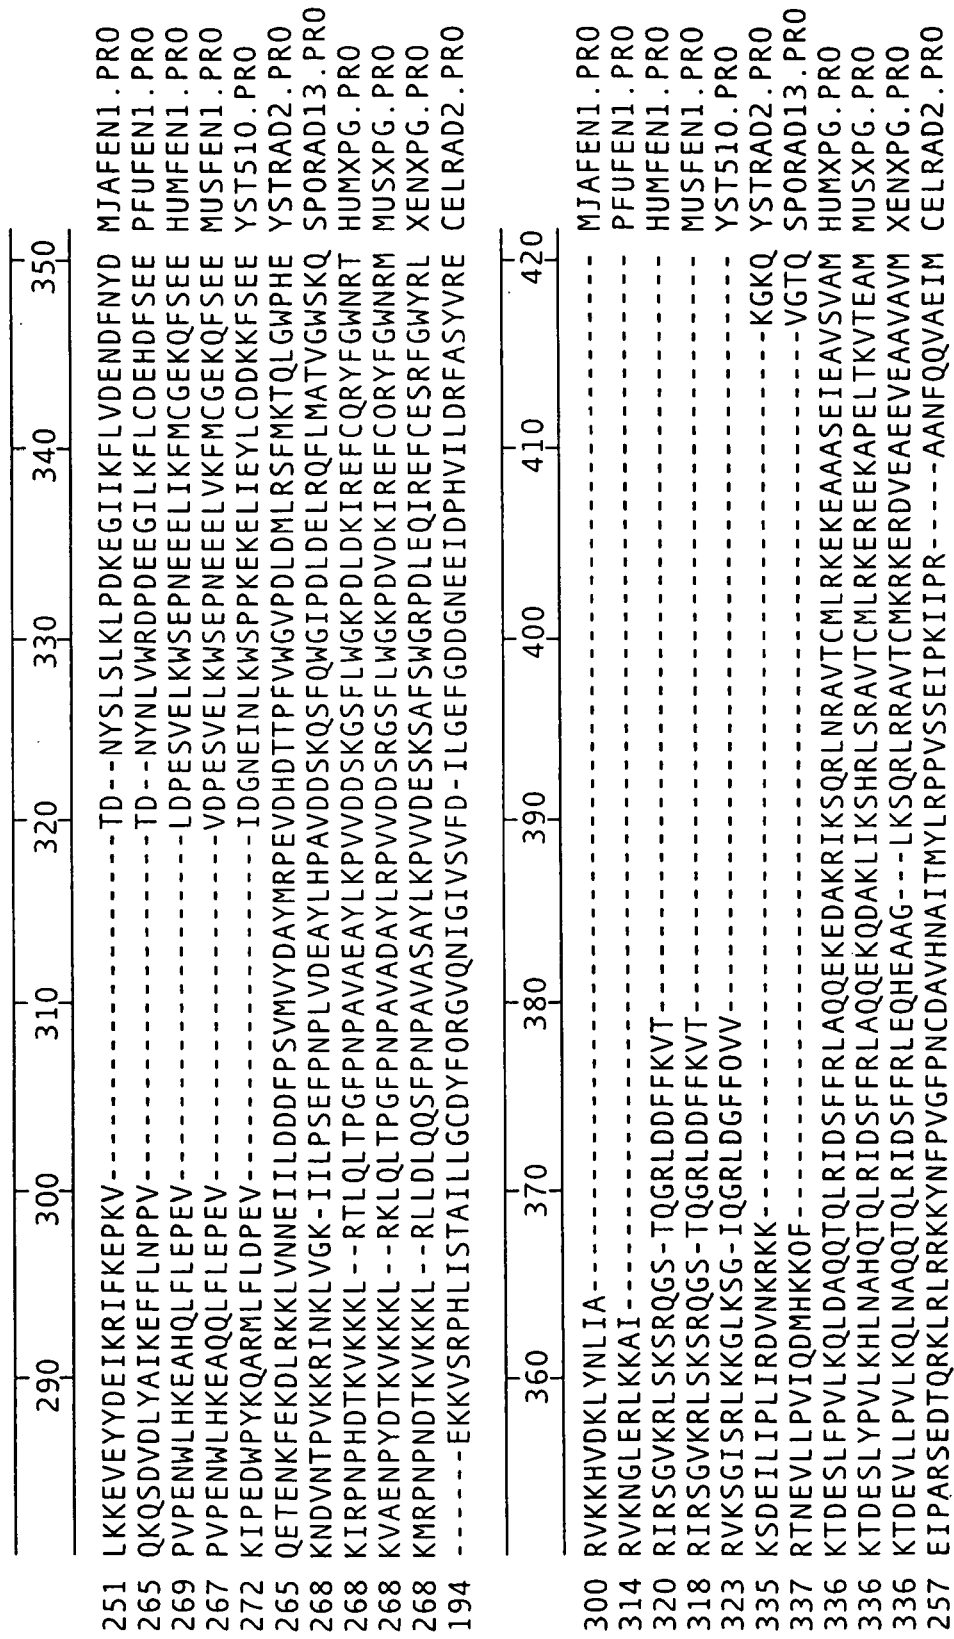 290 300 310 320 330 340 350
251 LKKEVEYYDEIKRIFKEPKV-------------------TD--NYSLSLKLPDKEGIIKFLVDENDFNYD MJAFEN1.PRO
265 QKQSDVDLYAIKEFFLNPPV-------------------TD--NYNLVWRDPDEEGILKFLCDEHDFSEE PFUFEN1.PRO
269 PVPENWLHKEAHQLFLEPEV-------------------LDPESVELKWSEPNEEELIKFMCGEKQFSEE HUMFEN1.PRO
267 PVPENWLHKEAQQLFLEPEV-------------------VDPESVELKWSEPNEEELVKFMCGEKQFSEE MUSFEN1.PRO
272 KIPEDWPYKQARMLFLDPEV-------------------IDGNEINLKWSPPKEKELIEYLCDDKKFSEE YST510.PRO
265 QETENKFEKDLRKKLVNNEIILDDDFPSVMVYDAYMRPEVDHDTTPFVWGVPDLDMLRSFMKTQLGWPHE YSTRAD2.PRO
268 KNDVNTPVKKRINKLVGK-IILPSEFPNPLVDEAYLHPAVDDSKQSFQWGIPDLDELRQFLMATVGWSKQ SPORAD13.PRO
268 KIRPNPHDTKVKKKL--RTLQLTPGFPNPAVAEAYLKPVVDDSKGSFLWGKPDLDKIREFCQRYFGWNRT HUMXPG.PRO
268 KVAENPYDTKVKKKL--RKLQLTPGFPNPAVADAYLRPVVDDSRGSFLWGKPDVDKIREFCORYFGWNRM MUSXPG.PRO
268 KMRPNPNDTKVKKKL--RLLDLQQSFPNPAVASAYLKPVVDESKSAFSWGRPDLEQIREFCESRFGWYRL XENXPG.PRO
194 ------EKKVSRPHLISTAILLGCDYFORGVQNIGIVSVFD-ILGEFGDDGNEEIDPHVILDRFASYVRE CELRAD2.PRO
360 370 380 390 400 410 420
300 RVKKHVDKLYNLIA-------------------------------------------------------- MJAFEN1.PRO
314 RVKNGLERLKKAI--------------------------------------------------------- PFUFEN1.PRO
320 RIRSGVKRLSKSRQGS-TQGRLDDFFKVT----------------------------------------- HUMFEN1.PRO
318 RIRSGVKRLSKSRQGS-TQGRLDDFFKVT----------------------------------------- MUSFEN1.PRO
323 RVKSGISRLKKGLKSG-IQGRLDGFFOVV----------------------------------------- YST510.PRO
335 KSDEILIPLIRDVNKRKK------------------------------------------------KGKQ YSTRAD2.PRO
337 RTNEVLLPVIQDMHKKOF------------------------------------------------VGTQ SPORAD13.PRO
336 KTDESLFPVLKQLDAQQTQLRIDSFFRLAQQEKEDAKRIKSQRLNRAVTCMLRKEKEAAASEIEAVSVAM HUMXPG.PRO
336 KTDESLYPVLKHLNAHQTQLRIDSFFRLAQQEKQDAKLIKSHRLSRAVTCMLRKEREEKAPELTKVTEAM MUSXPG.PRO
336 KTDEVLLPVLKQLNAQQTQLRIDSFFRLEQHEAAG--LKSQRLRRAVTCMKRKERDVEAEEVEAAVAVM XENXPG.PRO
257 EIPARSEDTQRKLRLRRKKYNFPVGFPNCDAVHNAITMYLRPPVSSEIPKIIPR----AANFQQVAEIM CELRAD2.PRO